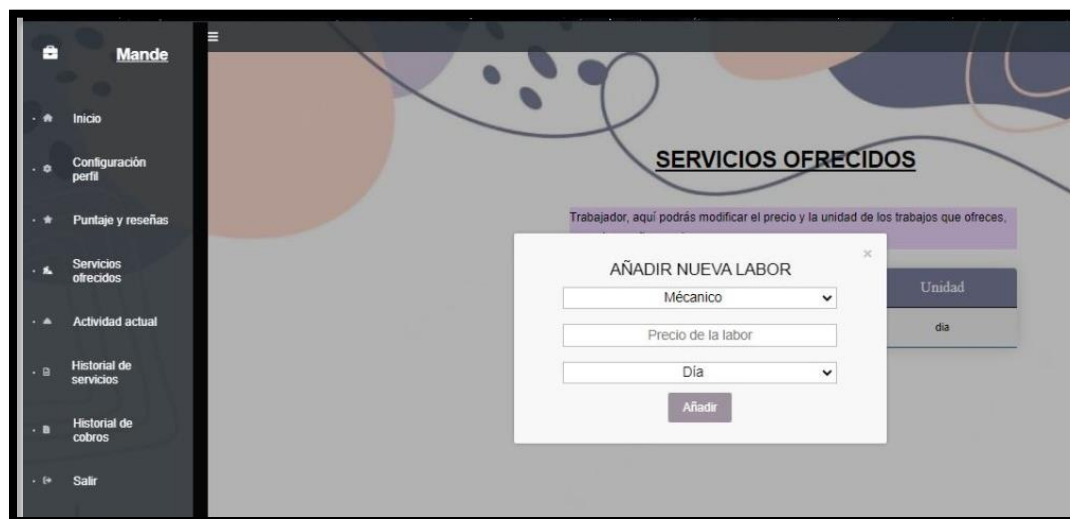 Mande
Inicio
Configuración
perfil
Puntaje y reseñas
Servicios
ofrecidos
Actividad actual
Historial de
servicios
Historial de
cobros
Salir
SERVICIOS OFRECIDOS
Trabajador, aquí podrás modificar el precio y la unidad de los trabajos que ofreces,
×
AÑADIR NUEVA LABOR
Mécanico
Precio de la labor
Día
Añadir
Unidad
dia